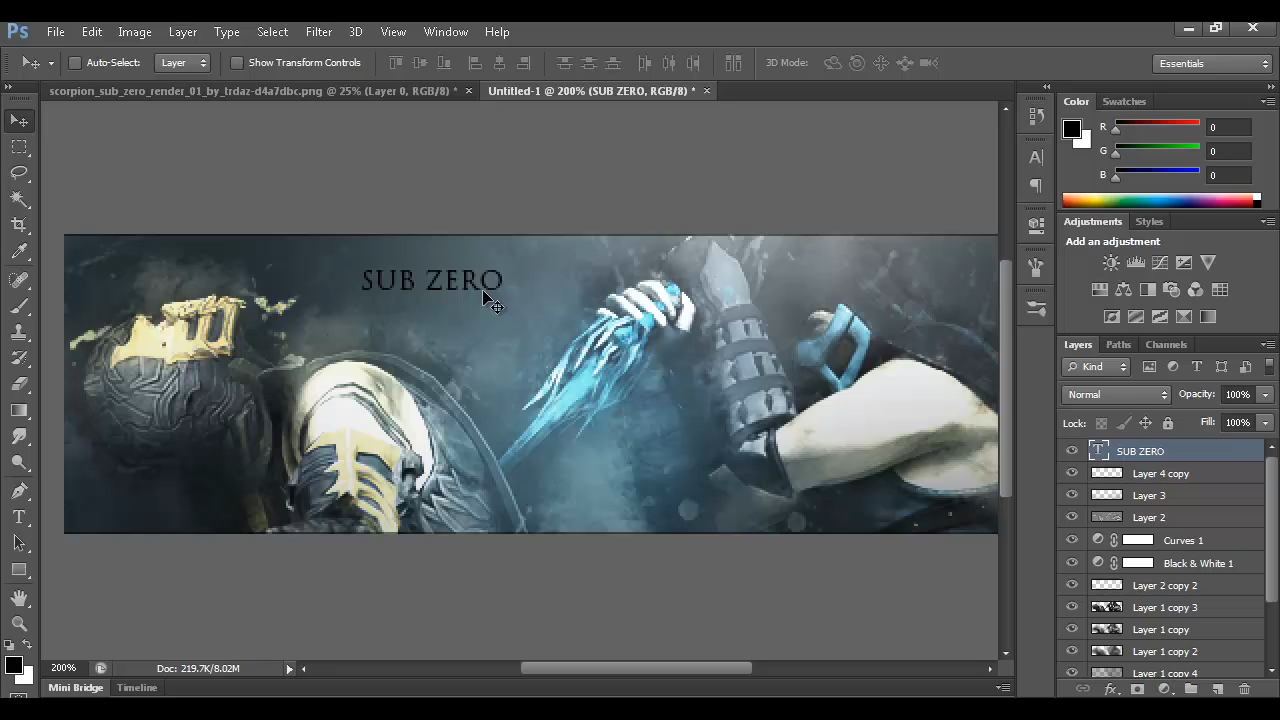 Ps File Edit Image Layer Type Select Filter 3D View Window Help
Auto-Select: Layer Show Transform Controls 3D Mode: Essentials
scorpion_sub_zero_render_01_by_trdaz-d4a7dbc.png @ 25% (Layer 0, RGB/8) * × Untitled-1 @ 200% (SUB ZERO, RGB/8) * ×
Color Swatches
R 0
G 0
B 0
Adjustments Styles
Add an adjustment
SUB ZERO
Layers Paths Channels
Kind
Normal Opacity: 100%
Lock: Fill: 100%
SUB ZERO
Layer 4 copy
Layer 3
Layer 2
Curves 1
Black & White 1
Layer 2 copy 2
Layer 1 copy 3
Layer 1 copy
Layer 1 copy 2
Layer 1 copy 4
200% Doc: 219.7K/8.02M
Mini Bridge Timeline